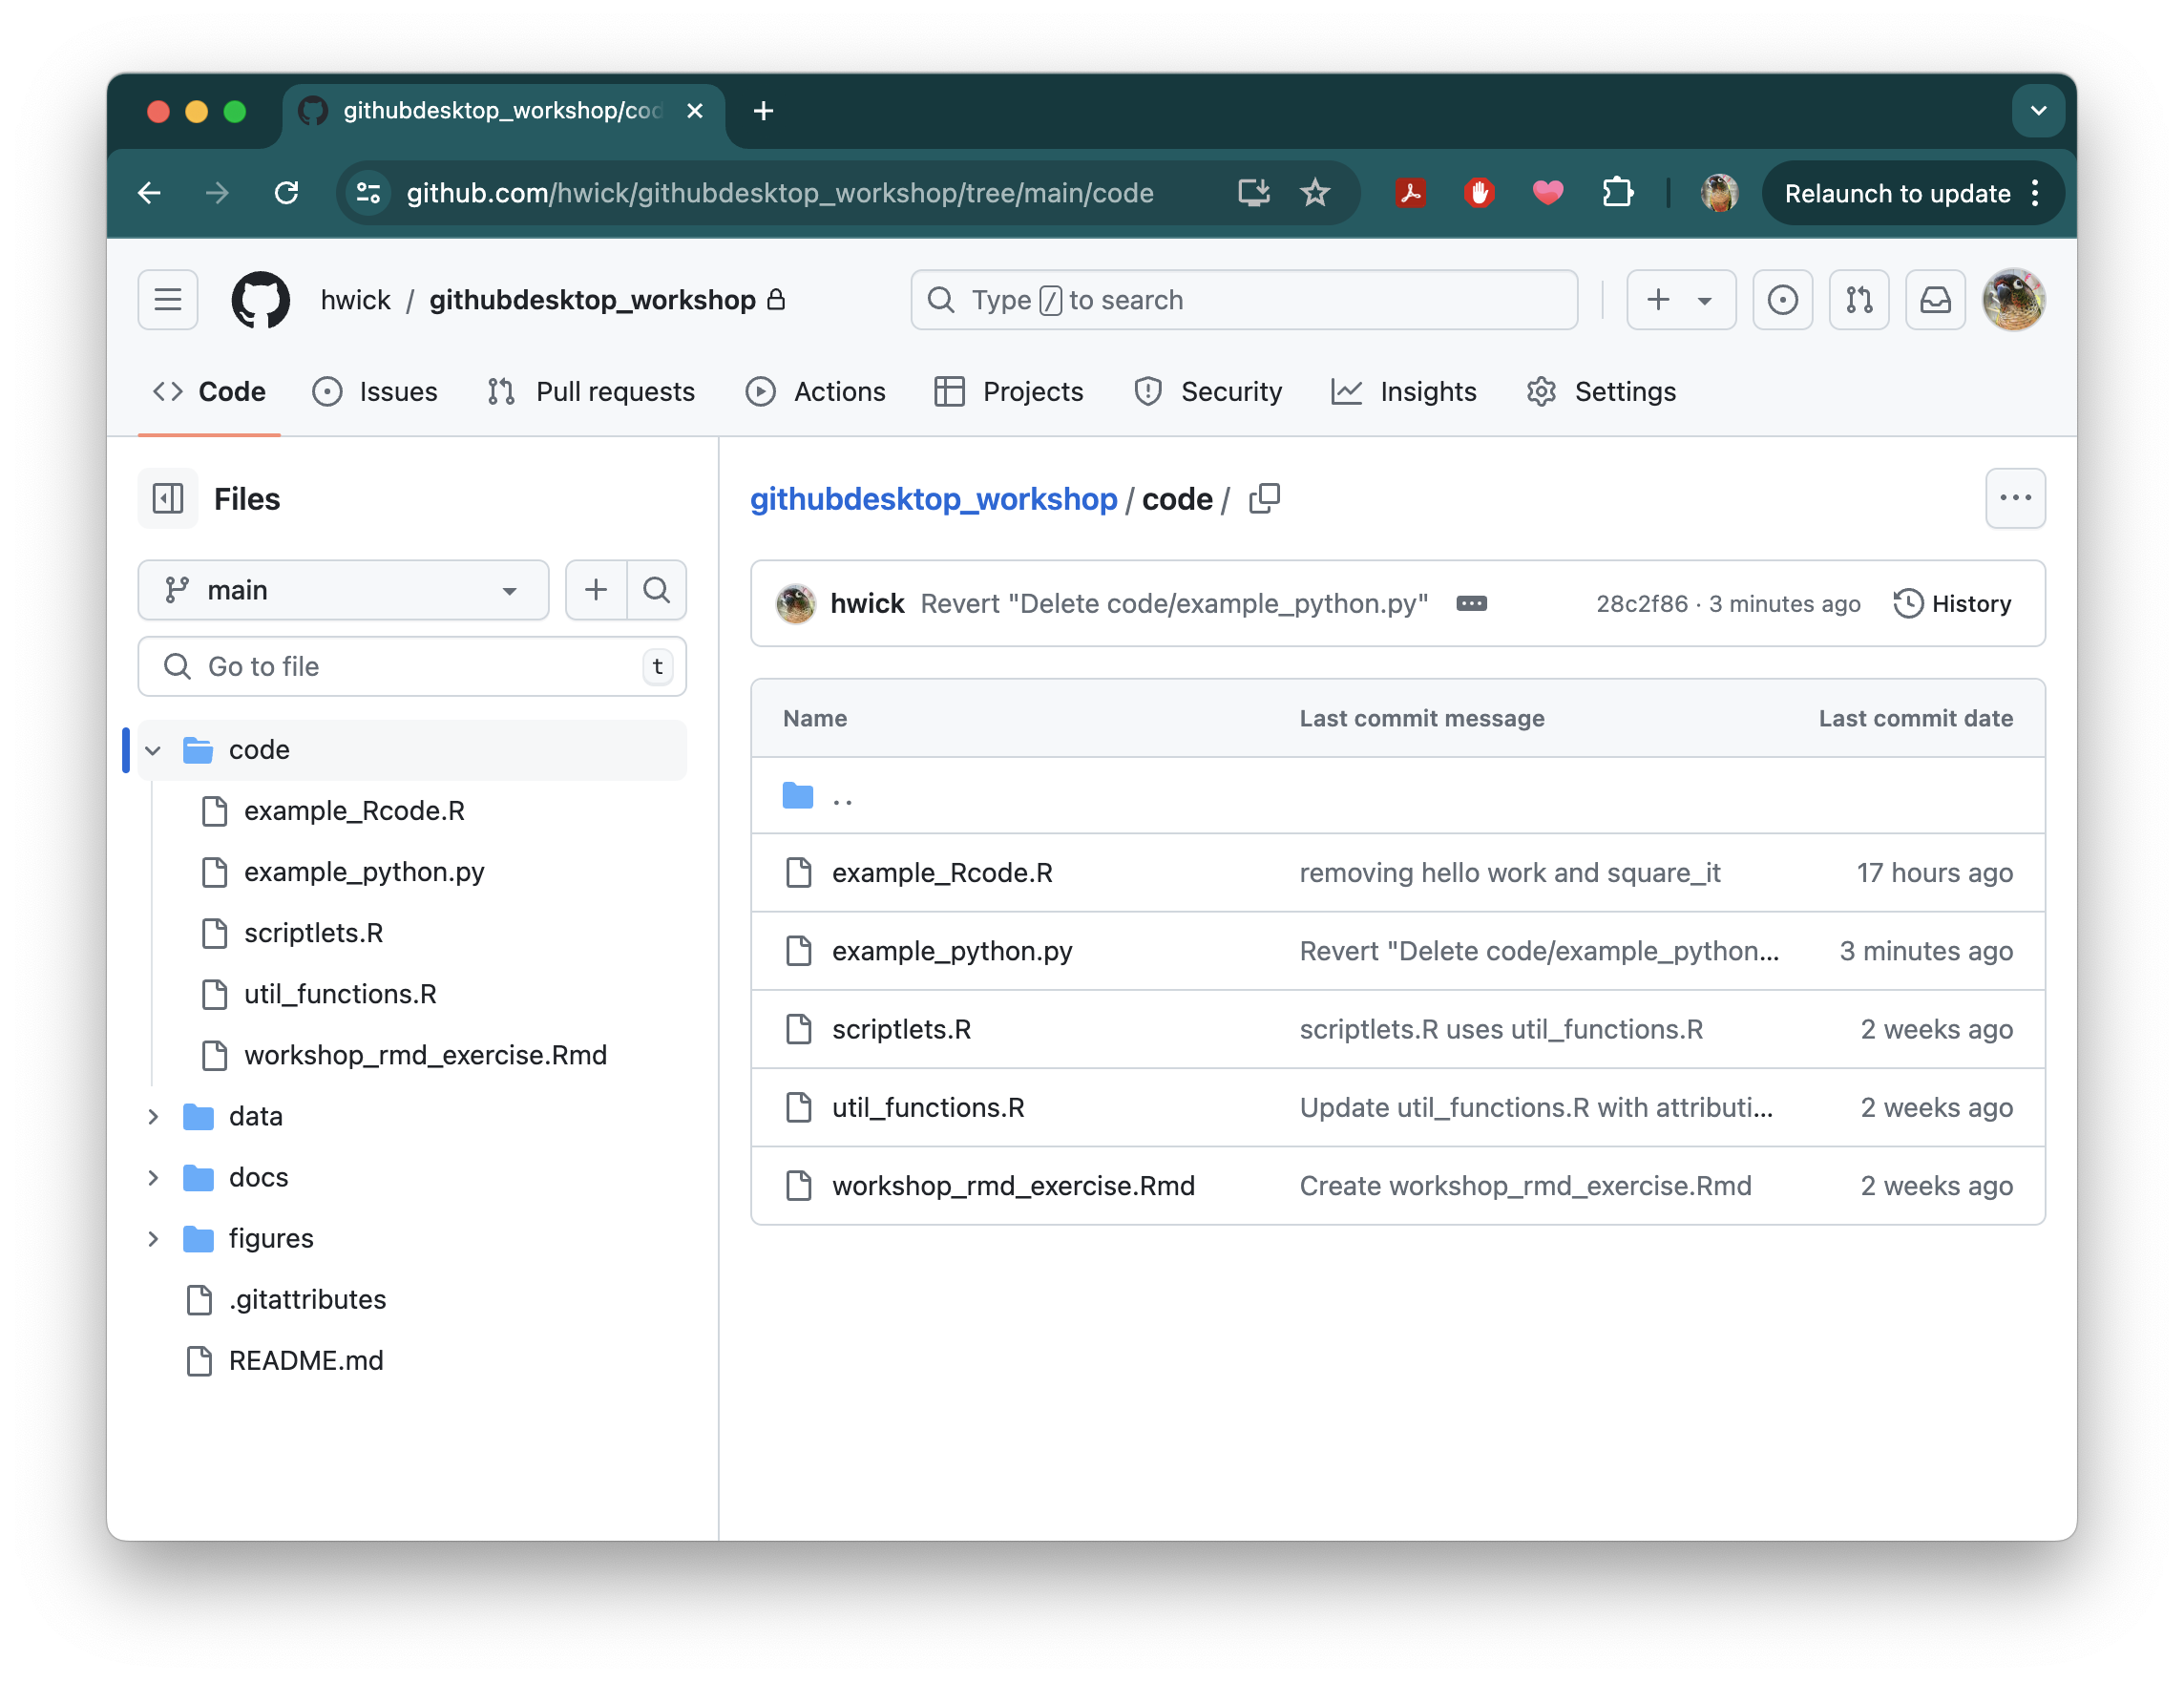 githubdesktop_workshop/cod
github.com/hwick/githubdesktop_workshop/tree/main/code
Relaunch to update
hwick / githubdesktop_workshop
Type / to search
Code Issues Pull requests Actions Projects Security Insights Settings
Files
main
Go to file t
code
example_Rcode.R
example_python.py
scriptlets.R
util_functions.R
workshop_rmd_exercise.Rmd
data
docs
figures
.gitattributes
README.md
githubdesktop_workshop / code /
hwick Revert "Delete code/example_python.py" 28c2f86 · 3 minutes ago History
Name Last commit message Last commit date
..
example_Rcode.R removing hello work and square_it 17 hours ago
example_python.py Revert "Delete code/example_python... 3 minutes ago
scriptlets.R scriptlets.R uses util_functions.R 2 weeks ago
util_functions.R Update util_functions.R with attributi... 2 weeks ago
workshop_rmd_exercise.Rmd Create workshop_rmd_exercise.Rmd 2 weeks ago